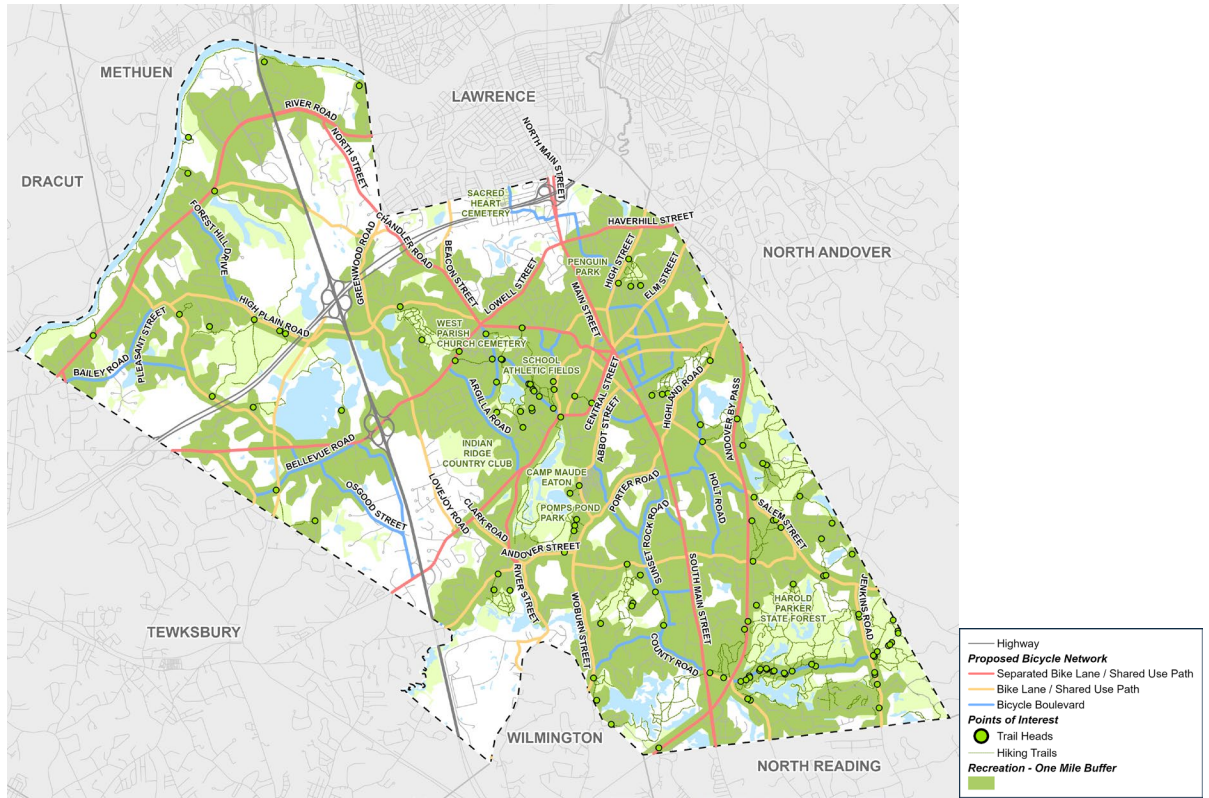 METHUEN
LAWRENCE
RIVER ROAD
NORTH STREET
NORTH MAIN STREET
DRACUT
SACRED
HEART
CEMETERY
FOREST HILL DRIVE
GREENWOOD ROAD
CHANDLER ROAD
BEACON STREET
HAVERHILL STREET
NORTH ANDOVER
PENGUIN
PARK
HIGH STREET
ELM STREET
LOWELL STREET
MAIN STREET
HIGH PLAIN ROAD
PLEASANT STREET
BAILEY ROAD
WEST
PARISH
CHURCH CEMETERY
SCHOOL
ATHLETIC FIELDS
ARGILLA ROAD
CENTRAL STREET
ABBOT STREET
HIGHLAND ROAD
ANDOVER BY PASS
BELLEVUE ROAD
INDIAN
RIDGE
COUNTRY CLUB
OSGOOD STREET
LOVEJOY ROAD
CLARK ROAD
CAMP MAUDE
EATON
POMPS POND
PARK
PORTER ROAD
HOLT ROAD
SALEM STREET
SUNSET ROCK ROAD
ANDOVER STREET
RIVER STREET
WOBURN STREET
SOUTH MAIN STREET
HAROLD
PARKER
STATE FOREST
JENKINS ROAD
COUNTY ROAD
TEWKSBURY
WILMINGTON
NORTH READING
Highway
Proposed Bicycle Network
Separated Bike Lane / Shared Use Path
Bike Lane / Shared Use Path
Bicycle Boulevard
Points of Interest
Trail Heads
Hiking Trails
Recreation - One Mile Buffer